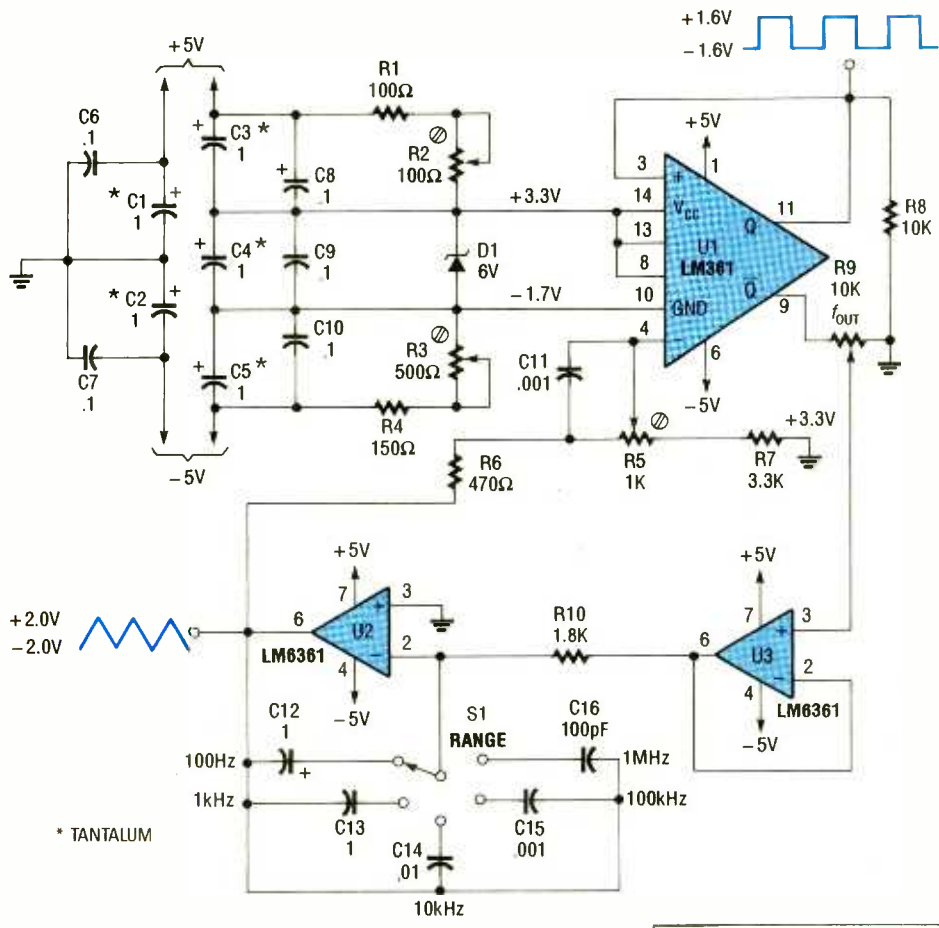 +1.6V
−1.6V
+5V
C6
.1
* C1 +
1
* C2 +
1
C7
.1
−5V
+ C3 *
1
+ C8
.1
+ C4 *
1
C9
.1
C10
.1
+ C5 *
1
R1
100Ω
R2
100Ω
+3.3V
D1
6V
−1.7V
R3
500Ω
R4
150Ω
+5V
3
+
1
14
VCC
13
8
10
GND
4
−
U1
LM361
Q
11
Q̅
9
6
−5V
R8
10K
R9
10K
fOUT
C11
.001
R6
470Ω
R5
1K
R7
3.3K
+3.3V
+2.0V
−2.0V
+5V
7
3
+
6
U2
2
−
4
LM6361
−5V
R10
1.8K
+5V
7
3
+
6
U3
2
−
4
LM6361
−5V
C12
1
+
100Hz
S1
RANGE
C16
100pF
1MHz
1kHz
C13
1
C15
.001
100kHz
C14
.01
10kHz
* TANTALUM